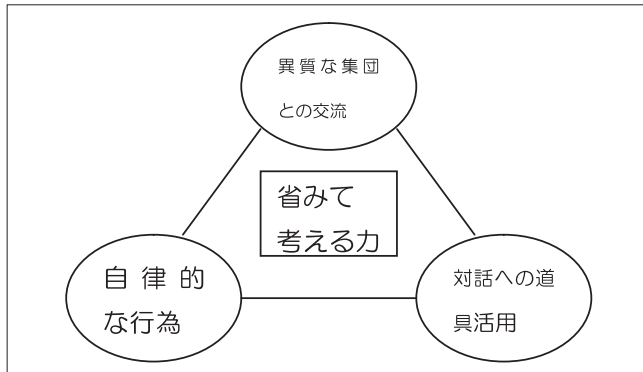 異質な集団
との交流
省みて
考える力
自律的
な行為
対話への道
具活用